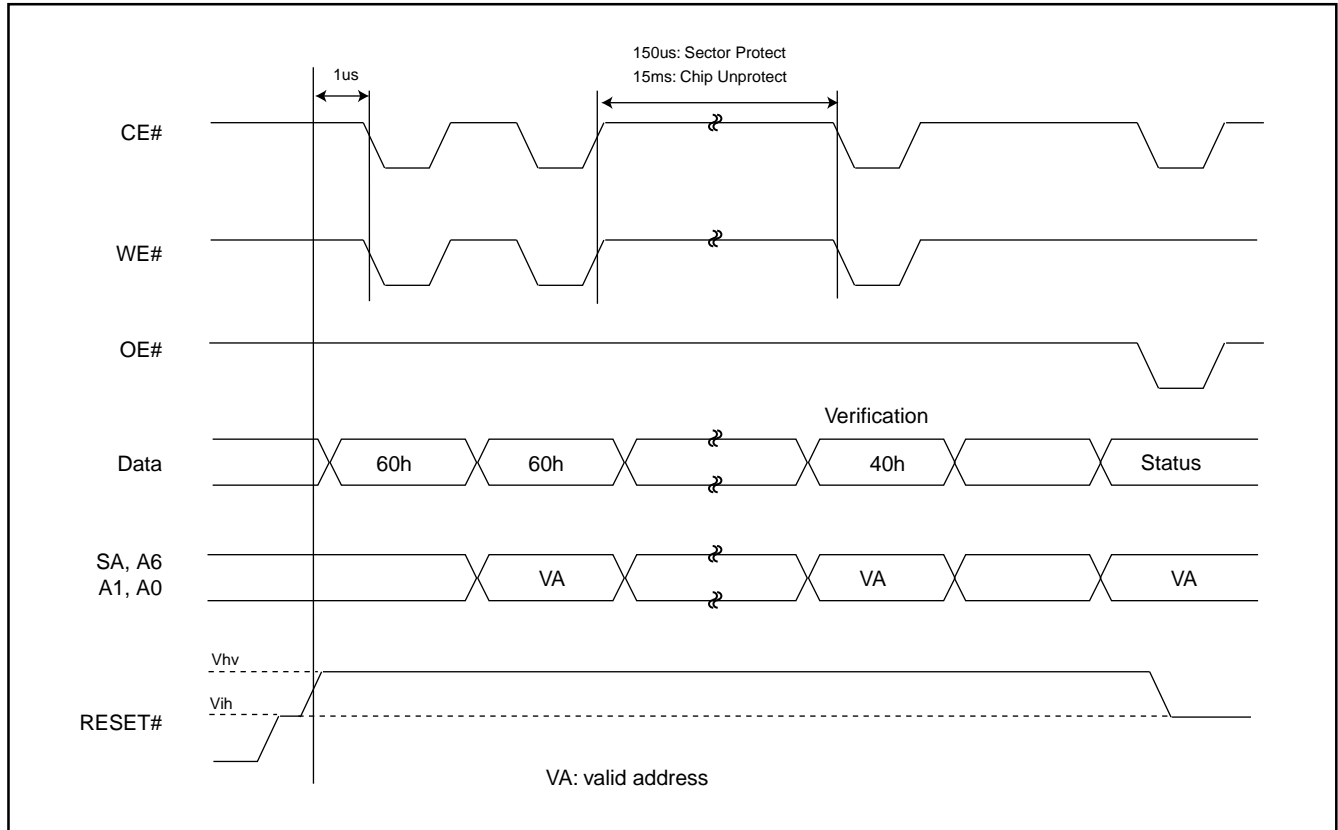 150us: Sector Protect
15ms: Chip Unprotect
1us
CE#
WE#
OE#
Verification
Data
60h
60h
40h
Status
SA, A6
A1, A0
VA
VA
VA
Vhv
Vih
RESET#
VA: valid address